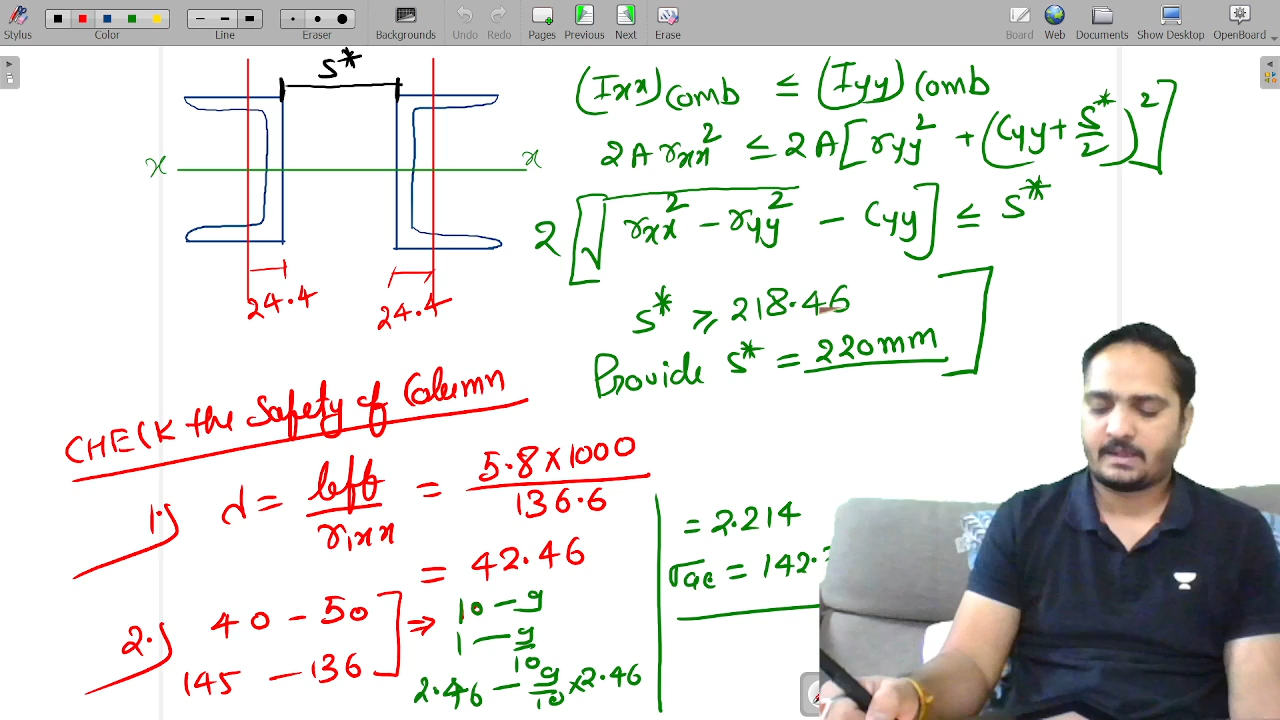 Stylus
Color
Line
Eraser
Backgrounds
Undo
Redo
Pages
Previous
Next
Erase
Board
Web
Documents
Show Desktop
OpenBoard
S*
x
x
24.4
24.4
(Ixx)comb ≤ (Iyy)comb
2A rxx² ≤ 2A[ryy² + (Cyy + S*/2)²]
2[√(rxx² - ryy²) - Cyy] ≤ S*
S* ≥ 218.46
Provide S* = 220mm
CHECK the Safety of Column
1.) λ = leff/r,xx = 5.8×1000/136.6
= 42.46
2.) 40 - 50
145 - 136
⇒ 10 - 9
1 - 9/10
2.46 - 9/10 × 2.46
= 2.214
σac = 142.